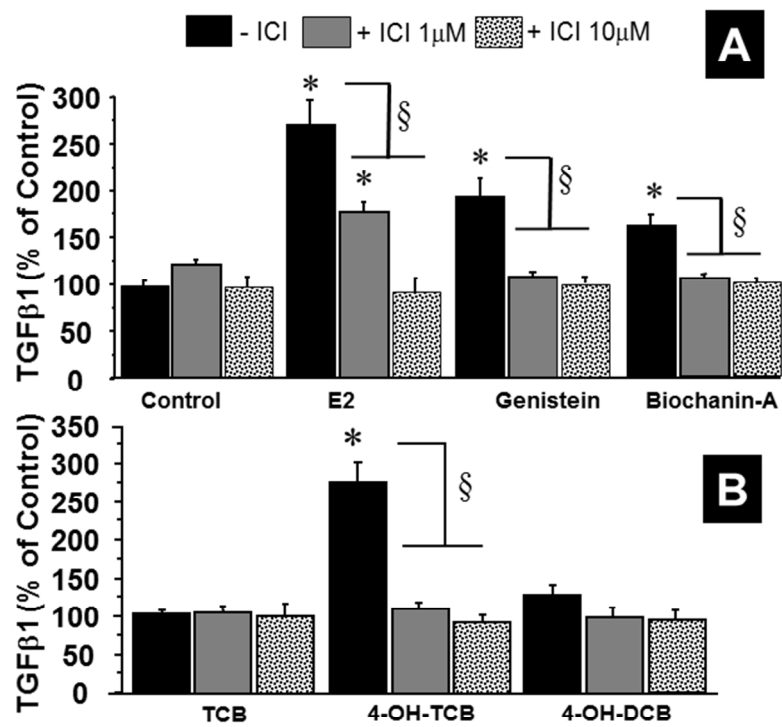 - ICI + ICI 1μM + ICI 10μM
A
TGFβ1 (% of Control)
300
250
200
150
100
50
0
* § * * § * §
Control E2 Genistein Biochanin-A
B
TGFβ1 (% of Control)
350
300
250
200
150
100
50
0
* §
TCB 4-OH-TCB 4-OH-DCB